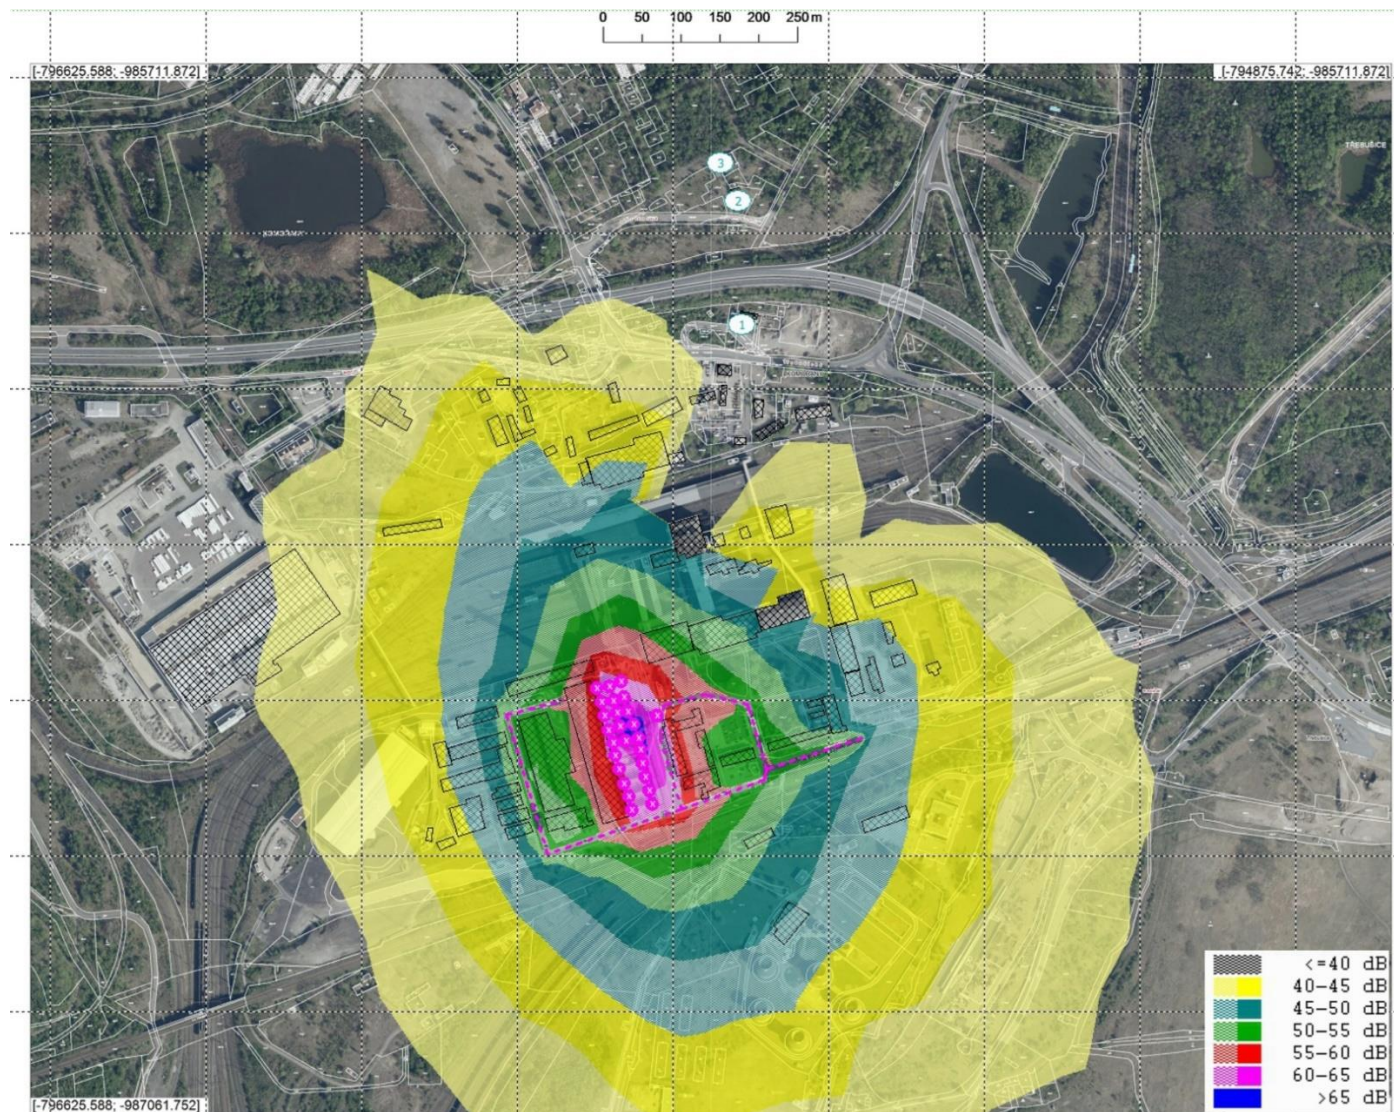 0 50 100 150 200 250 m
[-796625.588; -985711.872]
[-794875.742; -985711.872]
3
2
1
<=40 dB
40-45 dB
45-50 dB
50-55 dB
55-60 dB
60-65 dB
>65 dB
[-796625.588; -987061.752]